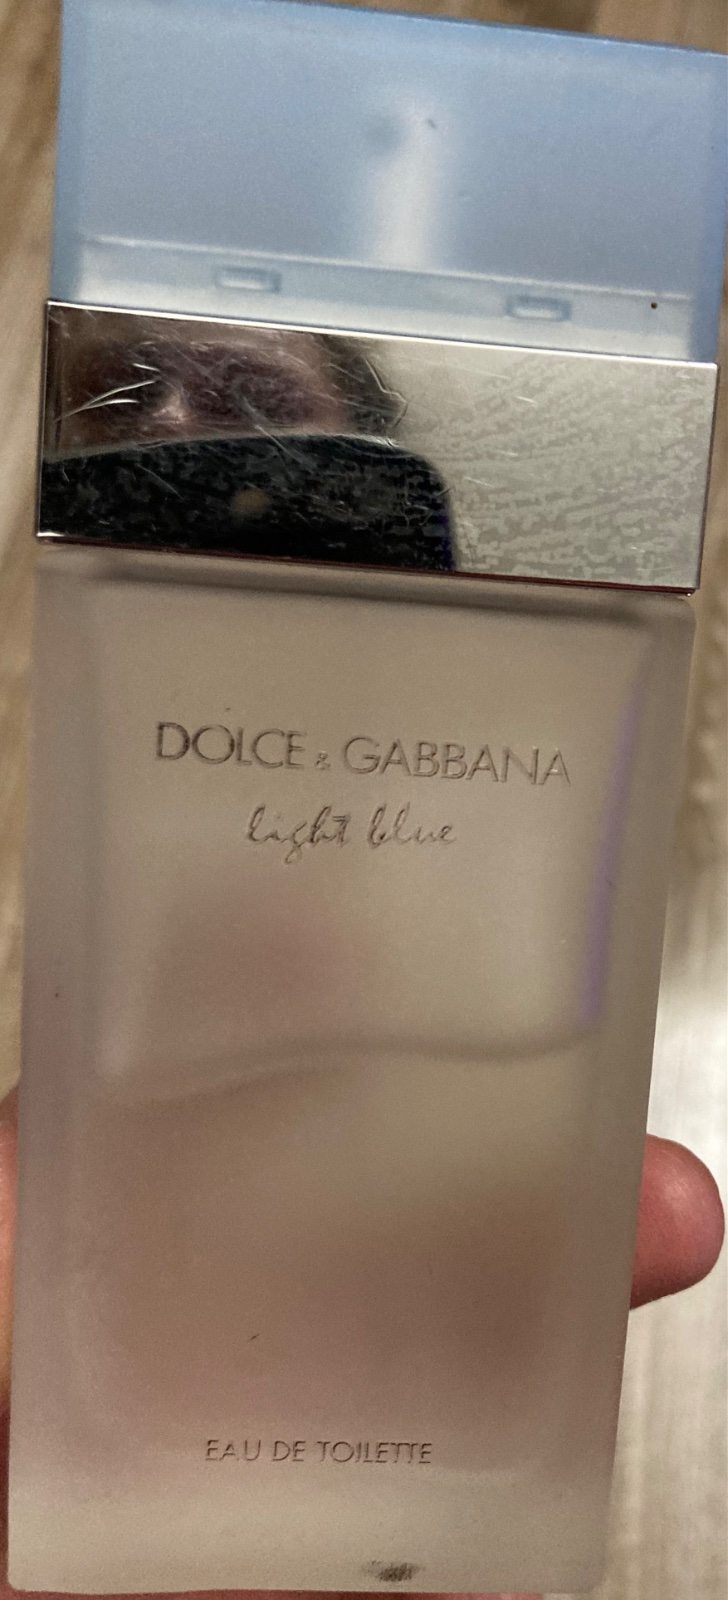 DOLCE & GABBANA
light blue
EAU DE TOILETTE